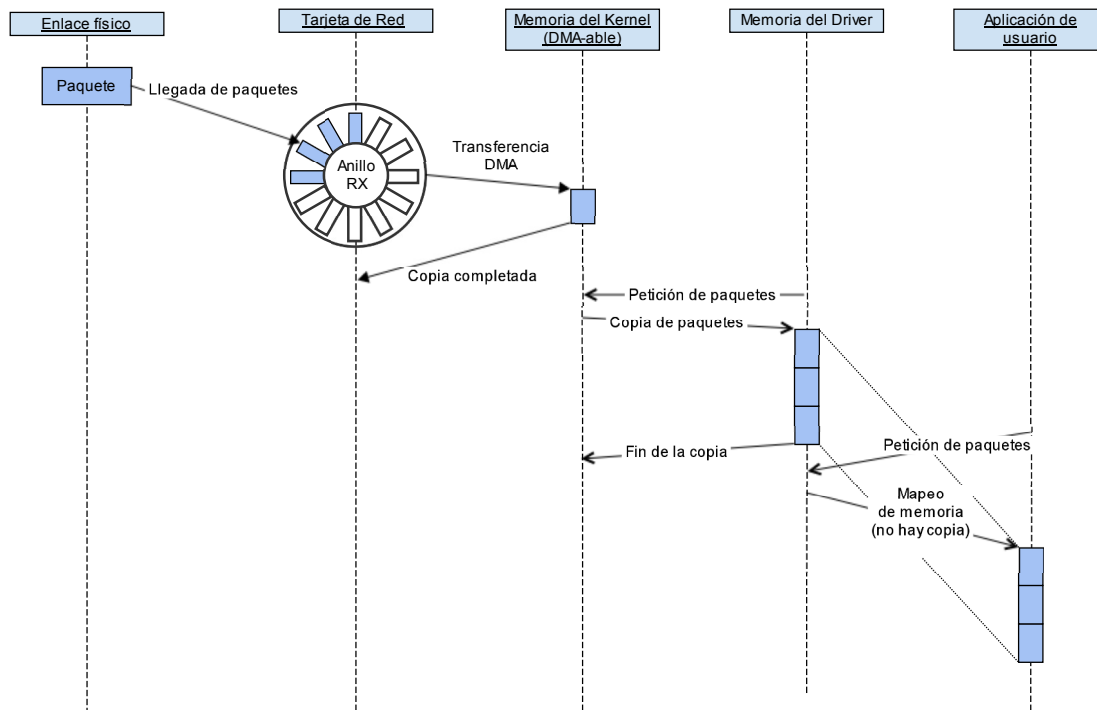 Enlace físico
Tarjeta de Red
Memoria del Kernel
(DMA-able)
Memoria del Driver
Aplicación de
usuario
Paquete
Llegada de paquetes
Anillo
RX
Transferencia
DMA
Copia completada
Petición de paquetes
Copia de paquetes
Fin de la copia
Petición de paquetes
Mapeo
de memoria
(no hay copia)